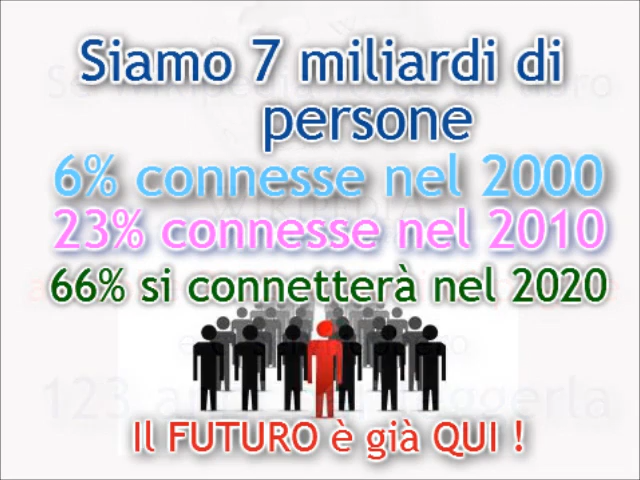 Siamo 7 miliardi di
persone
6% connesse nel 2000
23% connesse nel 2010
66% si connetterà nel 2020
Il FUTURO è già QUI !